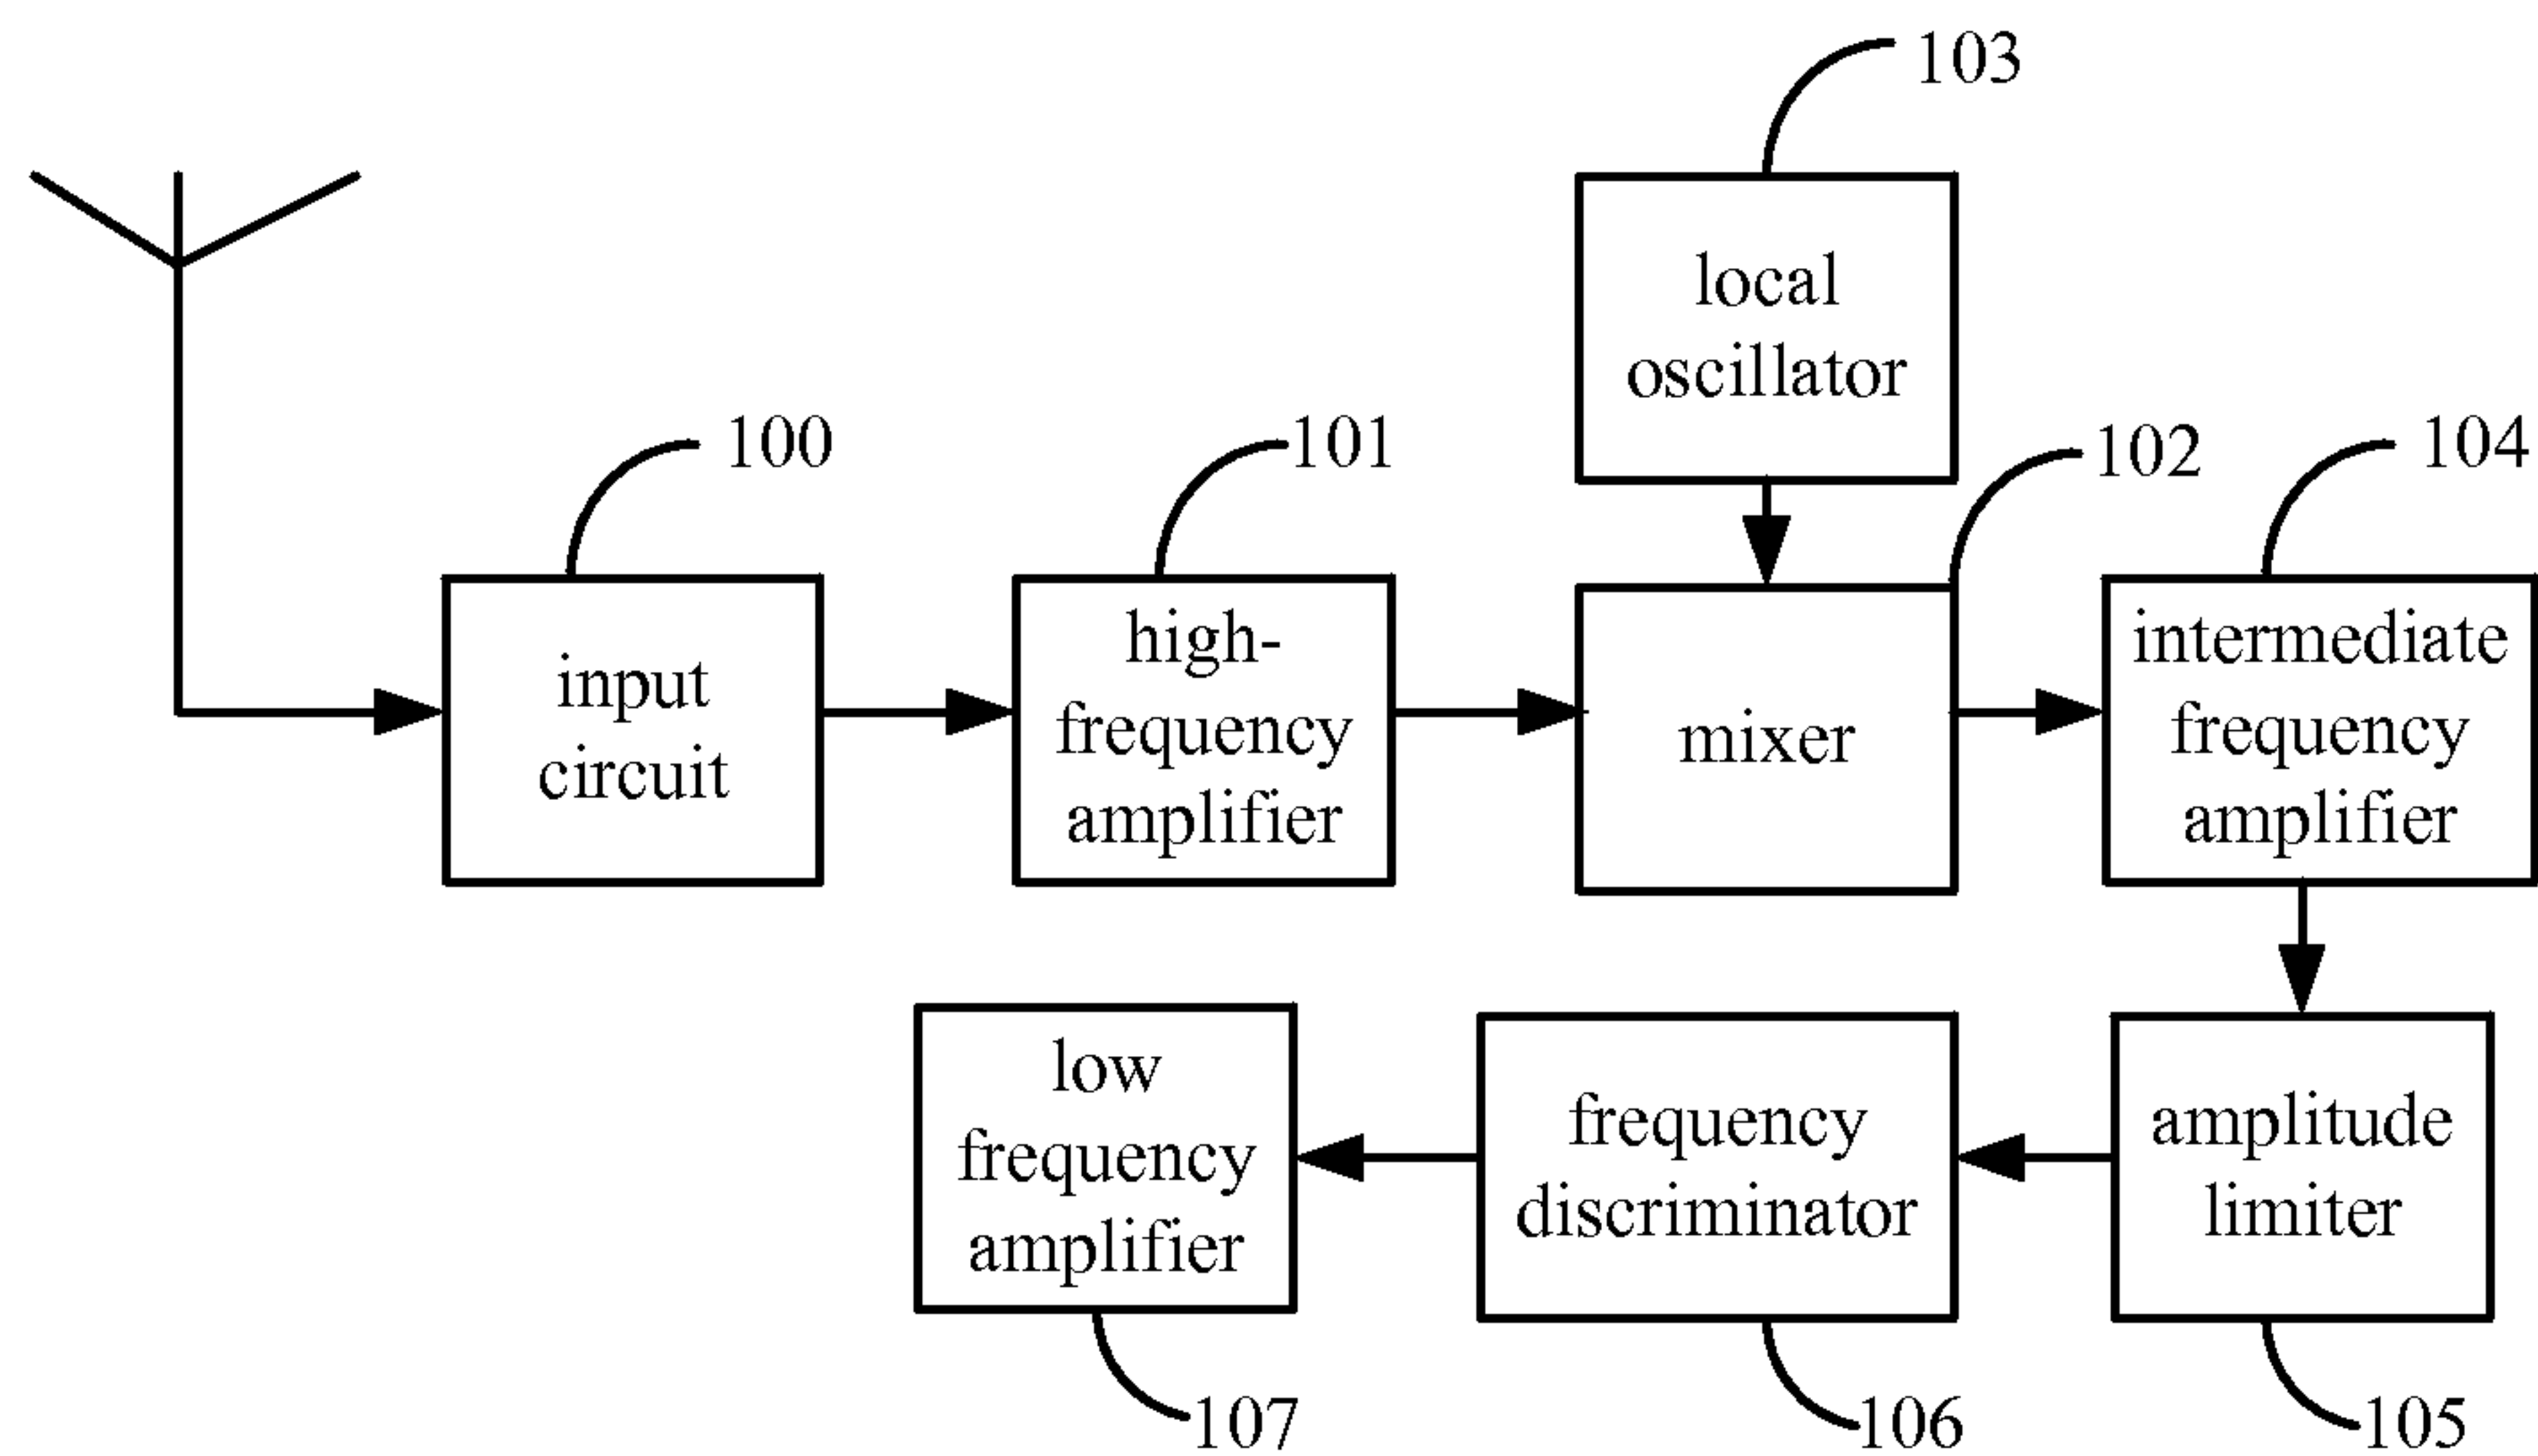 103
local
oscillator
100
101
102
104
input
circuit
high-
frequency
amplifier
mixer
intermediate
frequency
amplifier
low
frequency
amplifier
frequency
discriminator
amplitude
limiter
107
106
105